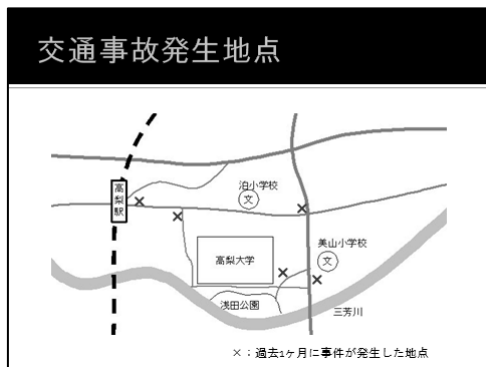 交通事故発生地点
高梨駅
泊小学校
文
美山小学校
文
高梨大学
浅田公園
三芳川
×：過去1ヶ月に事件が発生した地点